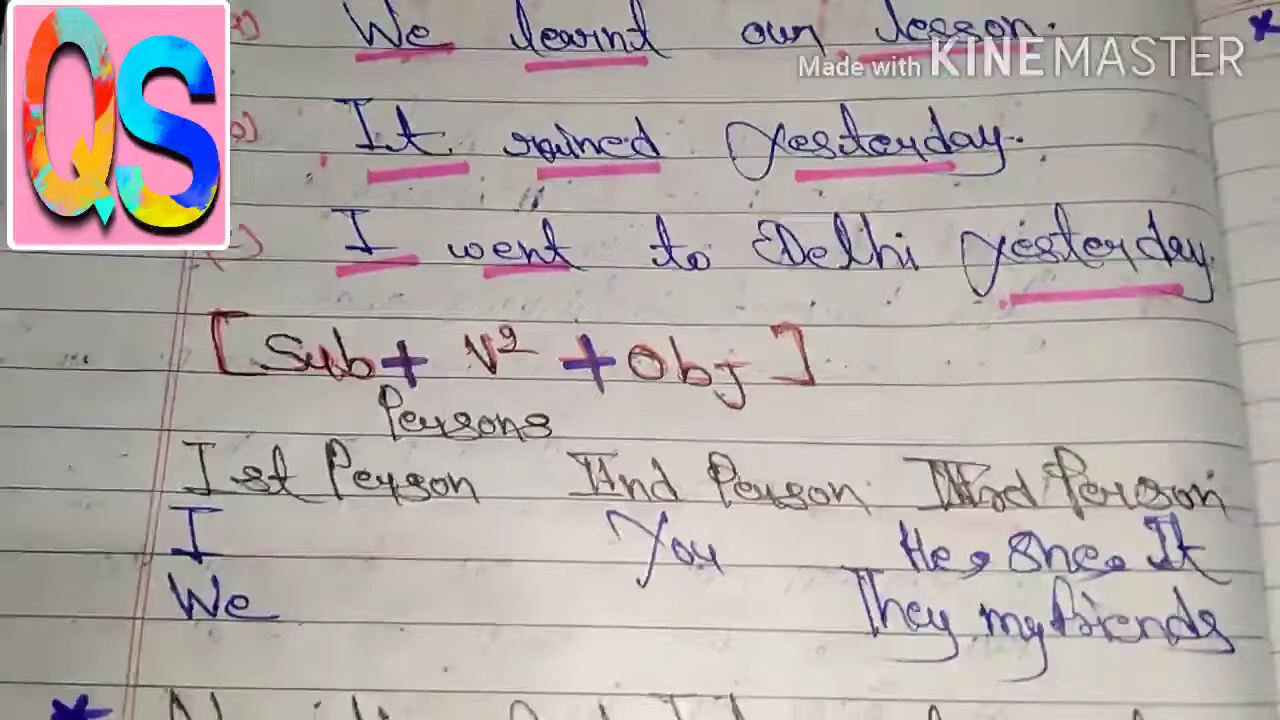 QS
We learnt our lesson.
Made with KINEMASTER
b) It rained yesterday.
I went to Delhi yesterday.
[Sub + V² + Obj]
Persons
Ist Person IInd Person IIIrd Person
I You He, She, It
We They my friends